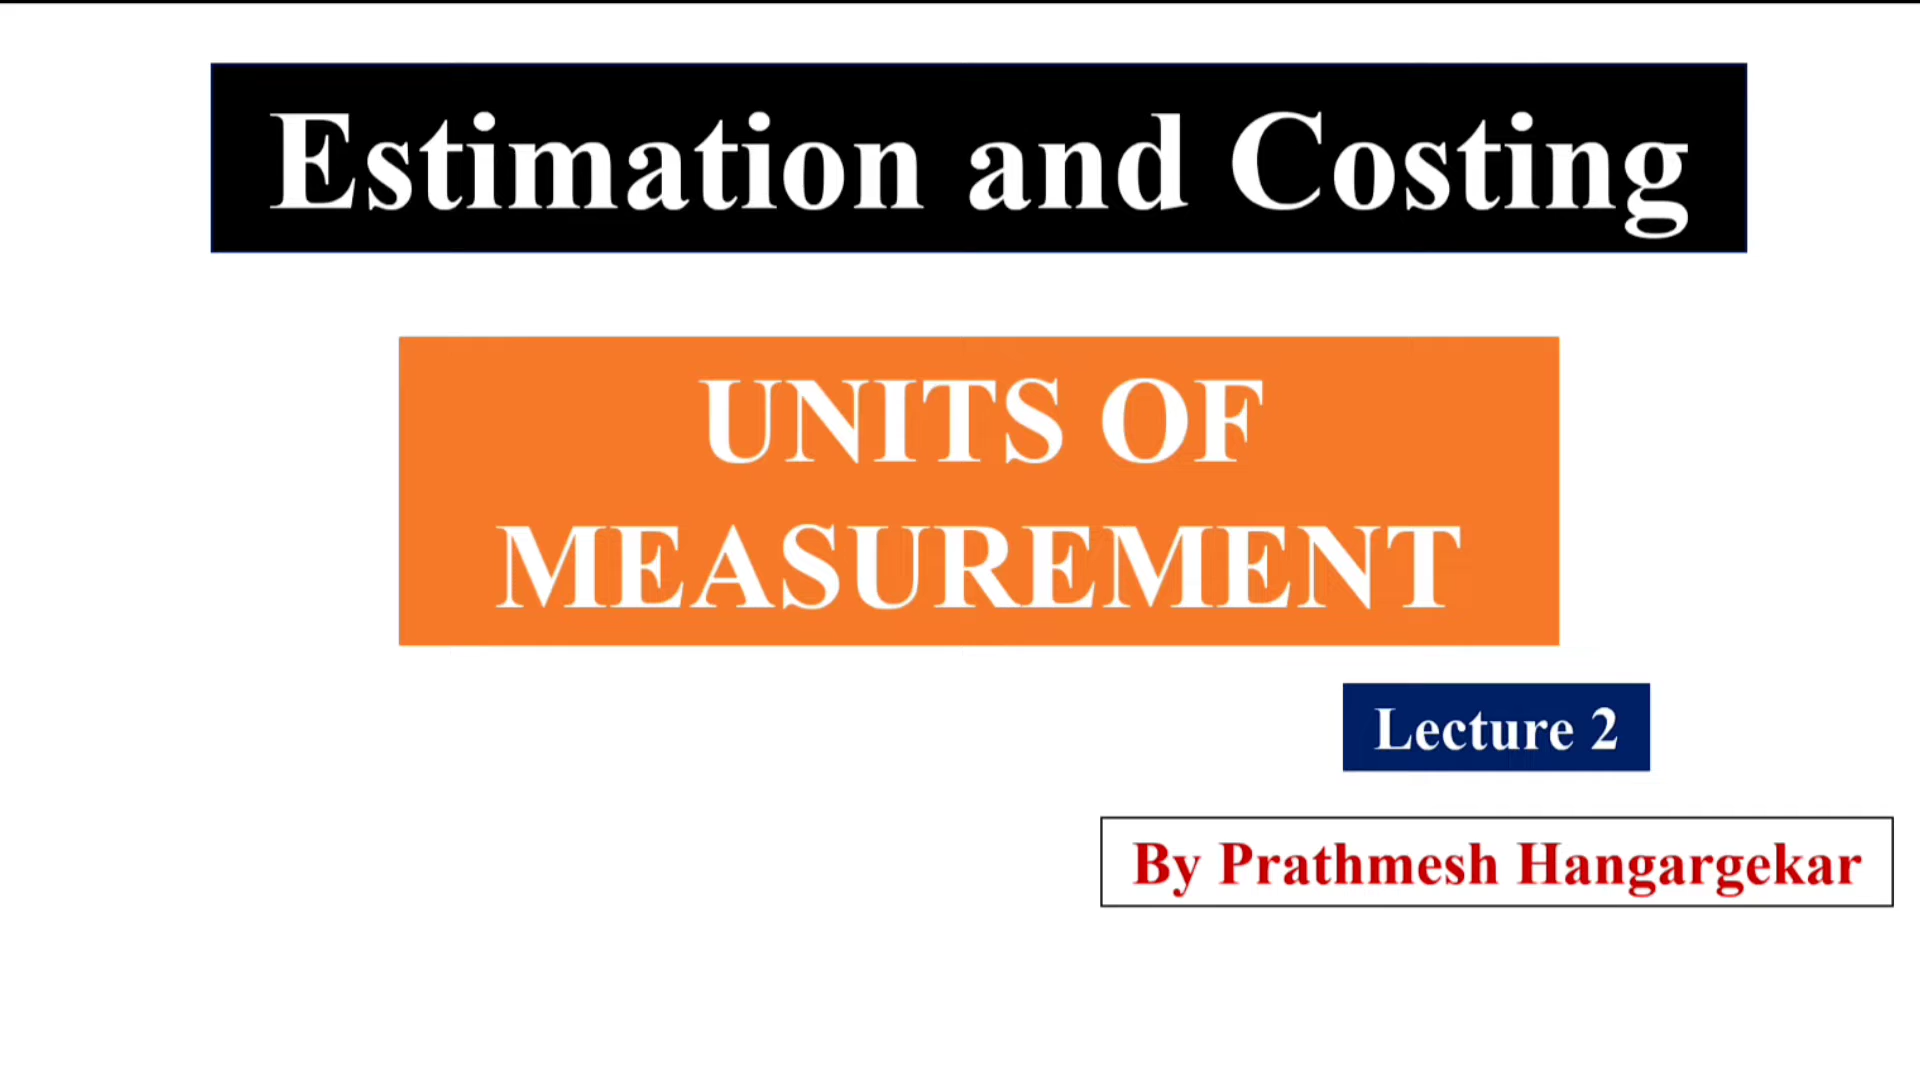 Estimation and Costing
UNITS OF
MEASUREMENT
Lecture 2
By Prathmesh Hangargekar